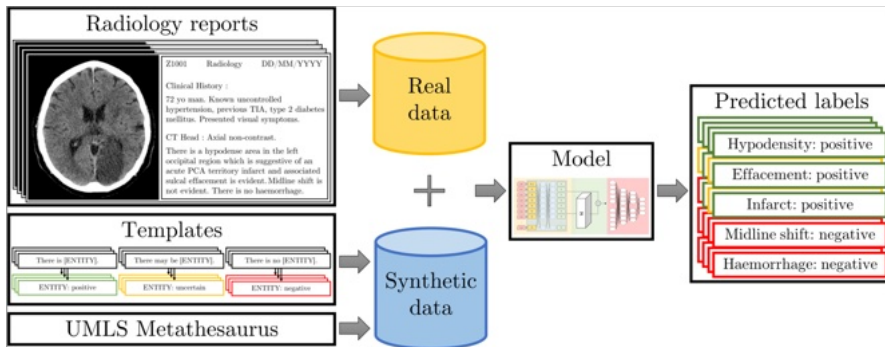 Radiology reports
Z1001 Radiology DD/MM/YYYY
Clinical History :
72 yo man. Known uncontrolled
hypertension, previous TIA, type 2 diabetes
mellitus. Presented visual symptoms.
CT Head : Axial non-contrast.
There is a hypodense area in the left
occipital region which is suggestive of an
acute PCA territory infarct and associated
sulcal effacement is evident. Midline shift is
not evident. There is no haemorrhage.
Real
data
+
Templates
There is [ENTITY]. There may be [ENTITY]. There is no [ENTITY].
ENTITY: positive ENTITY: uncertain ENTITY: negative
UMLS Metathesaurus
Synthetic
data
Model
Predicted labels
Hypodensity: positive
Effacement: positive
Infarct: positive
Midline shift: negative
Haemorrhage: negative